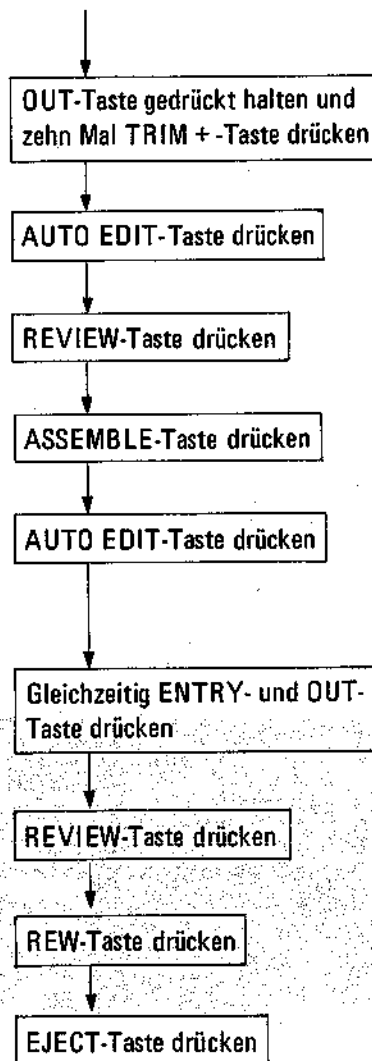 OUT-Taste gedrückt halten und
zehn Mal TRIM + -Taste drücken
AUTO EDIT-Taste drücken
REVIEW-Taste drücken
ASSEMBLE-Taste drücken
AUTO EDIT-Taste drücken
Gleichzeitig ENTRY- und OUT-
Taste drücken
REVIEW-Taste drücken
REW-Taste drücken
EJECT-Taste drücken